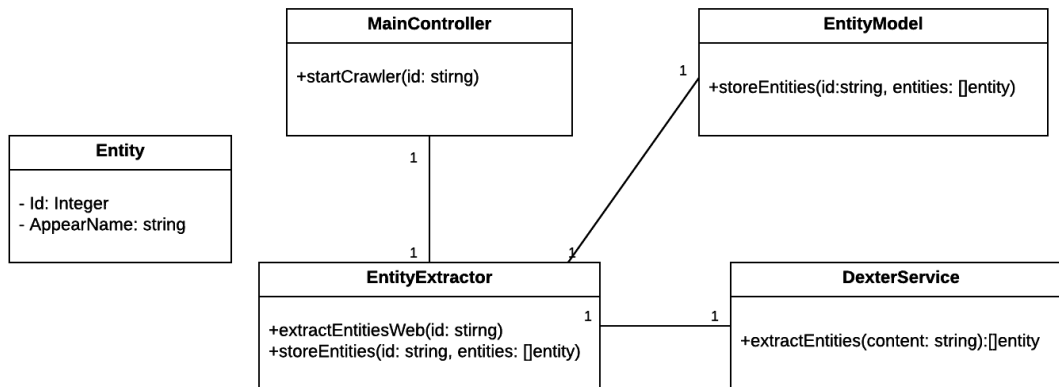 MainController
+startCrawler(id: stirng)
EntityModel
+storeEntities(id:string, entities: []entity)
Entity
- Id: Integer
- AppearName: string
1
1
1
1
EntityExtractor
+extractEntitiesWeb(id: stirng)
+storeEntities(id: string, entities: []entity)
1
1
DexterService
+extractEntities(content: string):[]entity